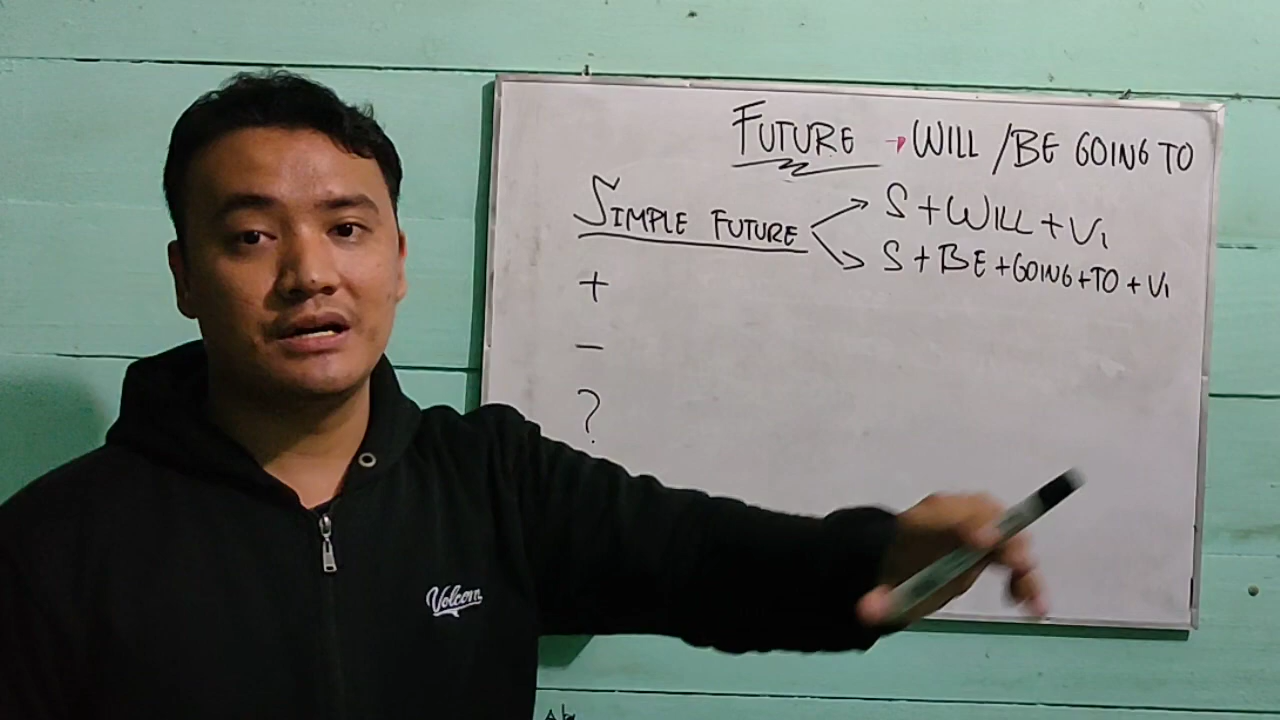 FUTURE → WILL / BE GOING TO
SIMPLE FUTURE
S + WILL + V1
S + BE + GOING + TO + V1
+
-
?
Volcom